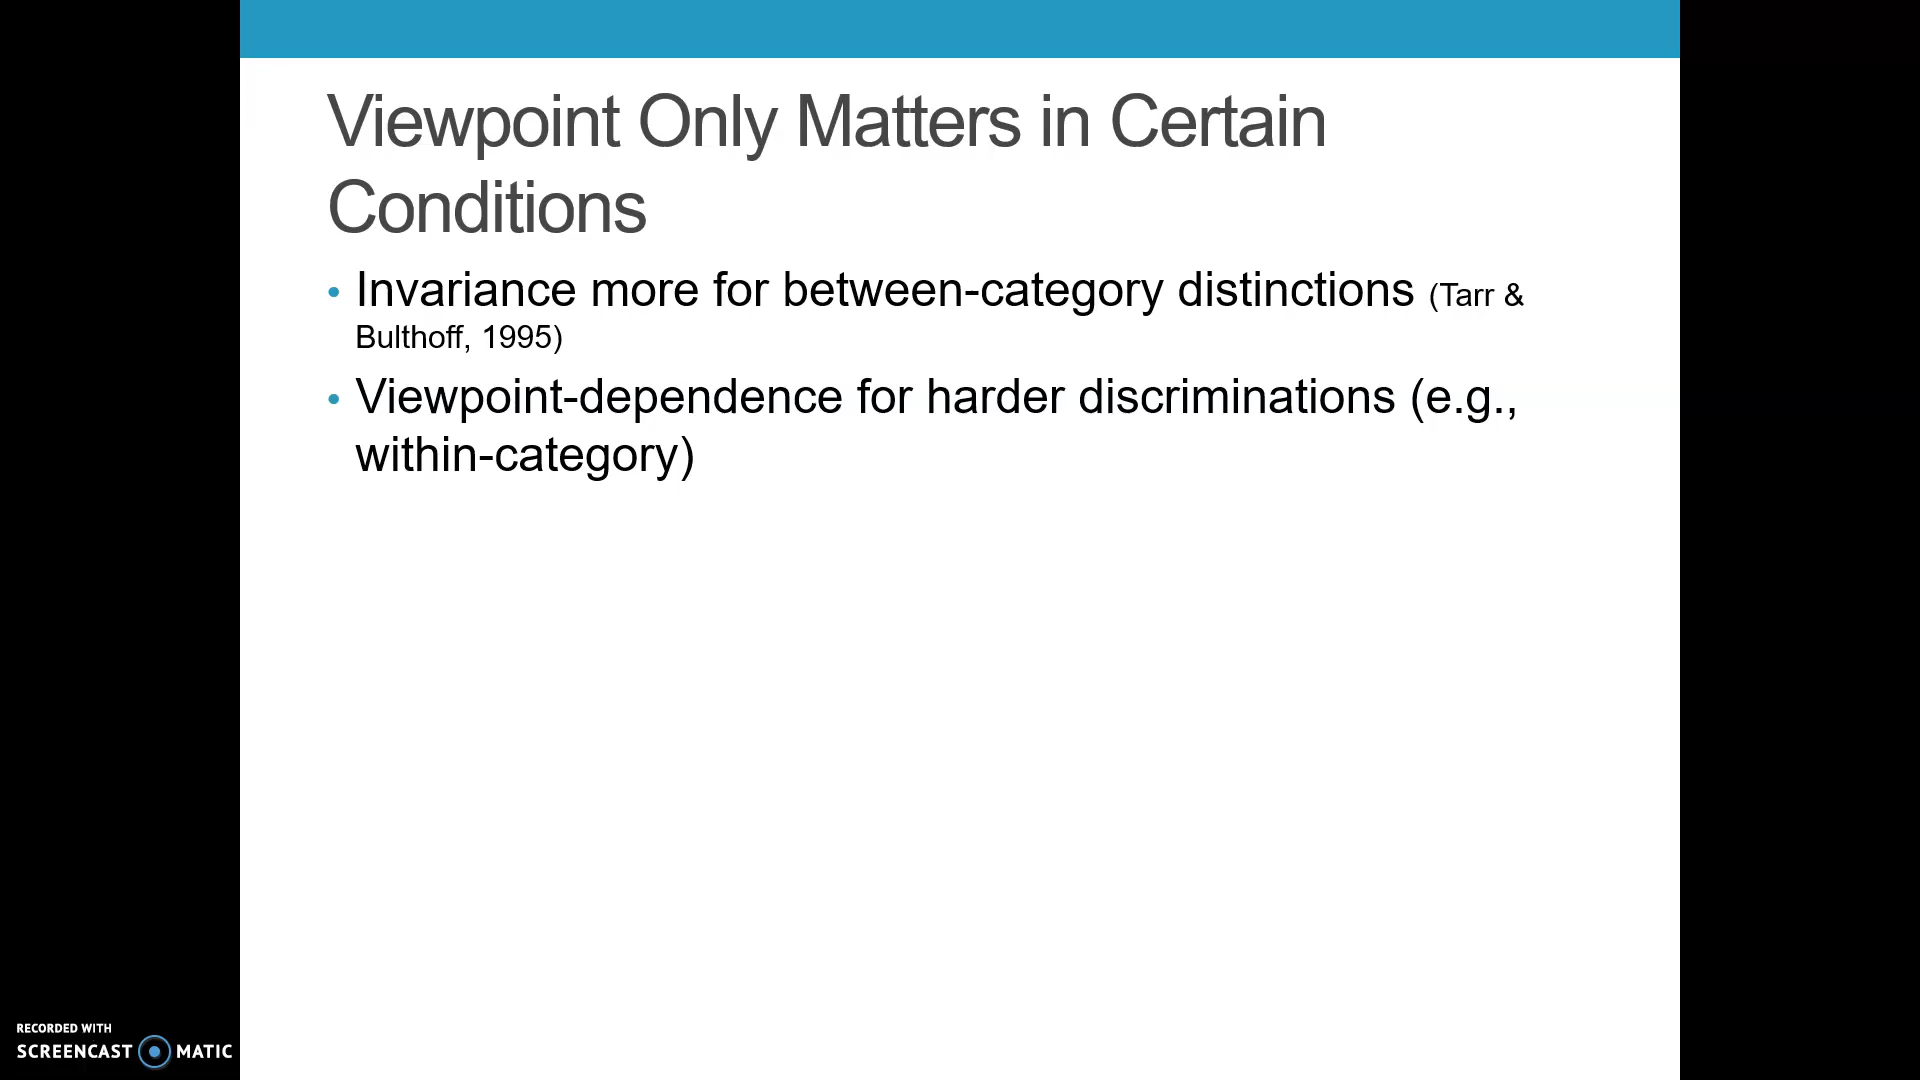 Viewpoint Only Matters in Certain
Conditions
• Invariance more for between-category distinctions (Tarr &
Bulthoff, 1995)
• Viewpoint-dependence for harder discriminations (e.g.,
within-category)
RECORDED WITH
SCREENCAST MATIC